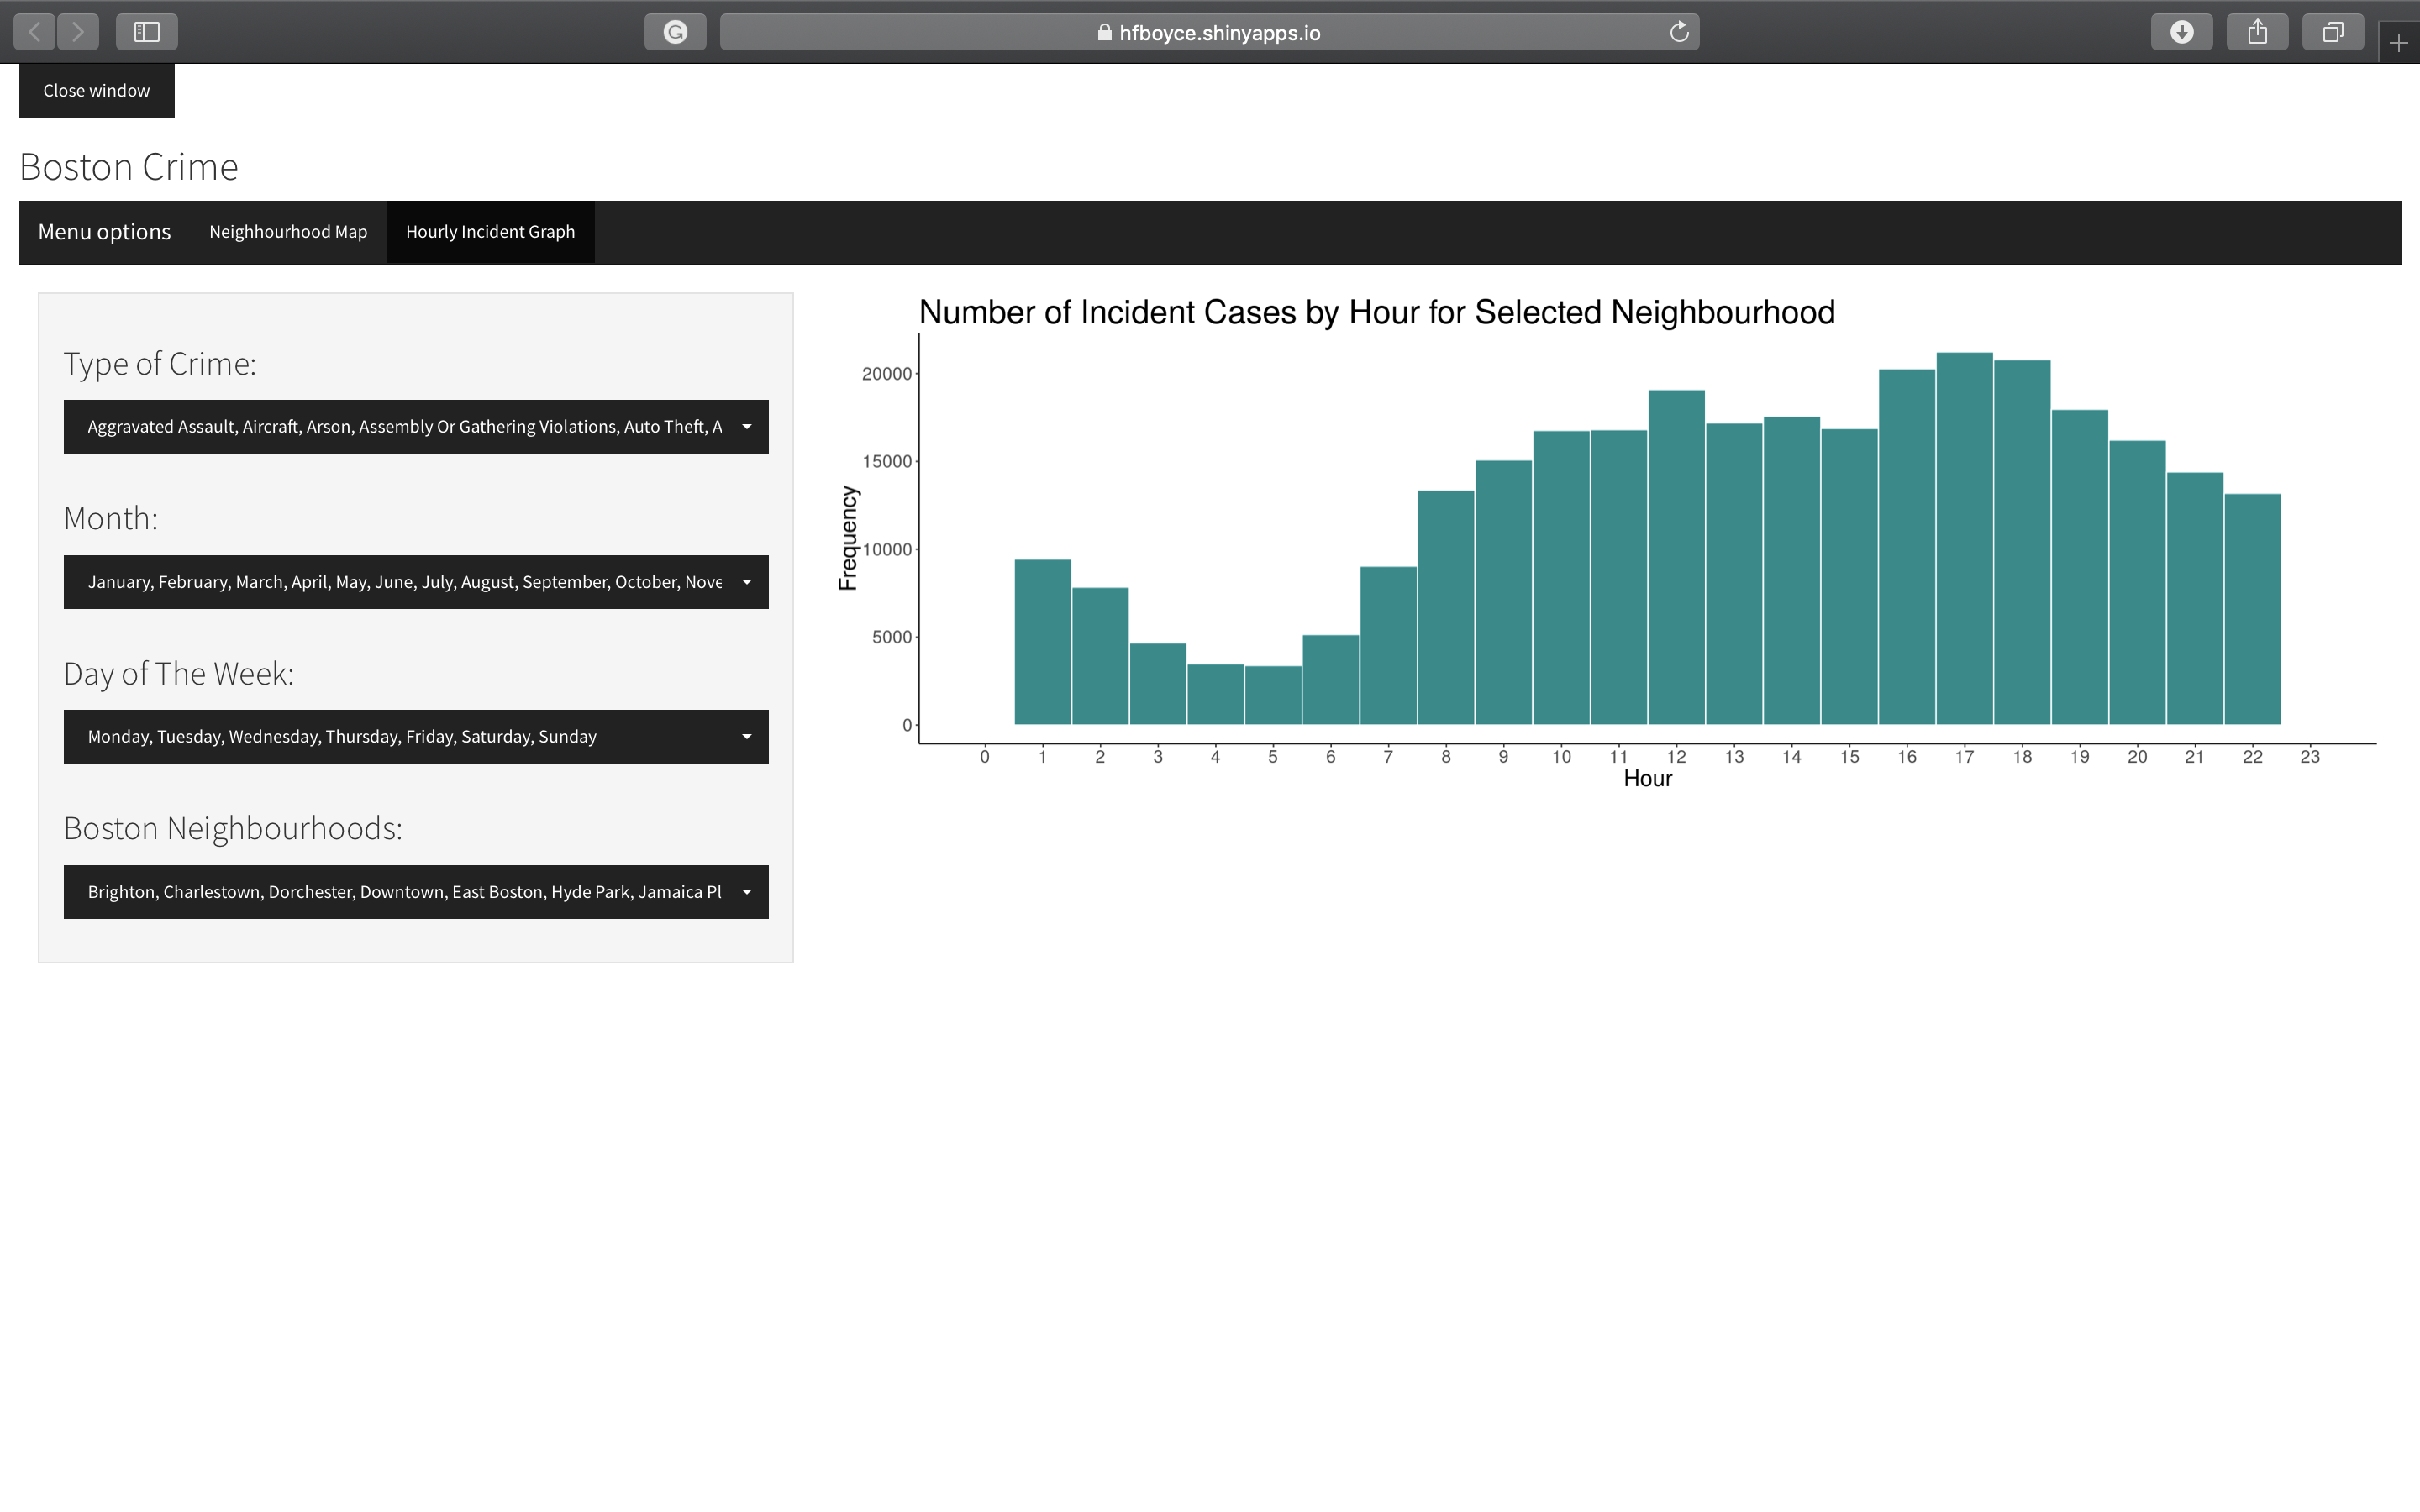 hfboyce.shinyapps.io
Close window
Boston Crime
Menu options Neighhourhood Map Hourly Incident Graph
Type of Crime:
Aggravated Assault, Aircraft, Arson, Assembly Or Gathering Violations, Auto Theft, A
Month:
January, February, March, April, May, June, July, August, September, October, Nove
Day of The Week:
Monday, Tuesday, Wednesday, Thursday, Friday, Saturday, Sunday
Boston Neighbourhoods:
Brighton, Charlestown, Dorchester, Downtown, East Boston, Hyde Park, Jamaica Pl
Number of Incident Cases by Hour for Selected Neighbourhood
Frequency
20000
15000
10000
5000
0
0 1 2 3 4 5 6 7 8 9 10 11 12 13 14 15 16 17 18 19 20 21 22 23
Hour